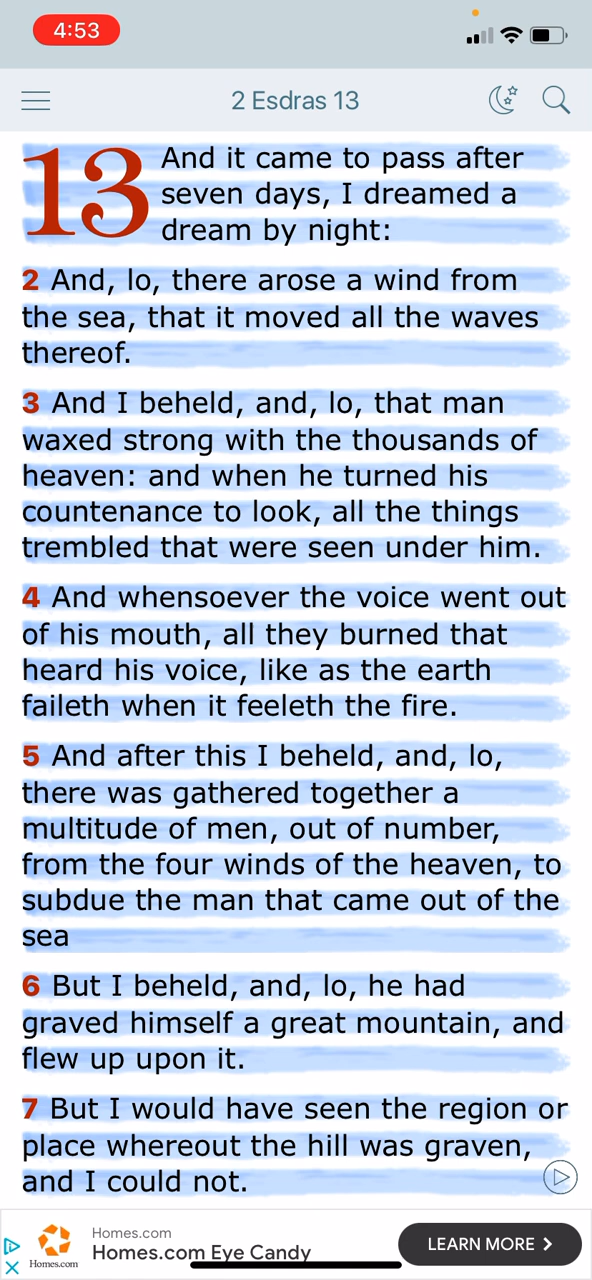 4:53
2 Esdras 13
13 And it came to pass after
seven days, I dreamed a
dream by night:
2 And, lo, there arose a wind from
the sea, that it moved all the waves
thereof.
3 And I beheld, and, lo, that man
waxed strong with the thousands of
heaven: and when he turned his
countenance to look, all the things
trembled that were seen under him.
4 And whensoever the voice went out
of his mouth, all they burned that
heard his voice, like as the earth
faileth when it feeleth the fire.
5 And after this I beheld, and, lo,
there was gathered together a
multitude of men, out of number,
from the four winds of the heaven, to
subdue the man that came out of the
sea
6 But I beheld, and, lo, he had
graved himself a great mountain, and
flew up upon it.
7 But I would have seen the region or
place whereout the hill was graven,
and I could not.
Homes.com
Homes.com
Homes.com Eye Candy
LEARN MORE